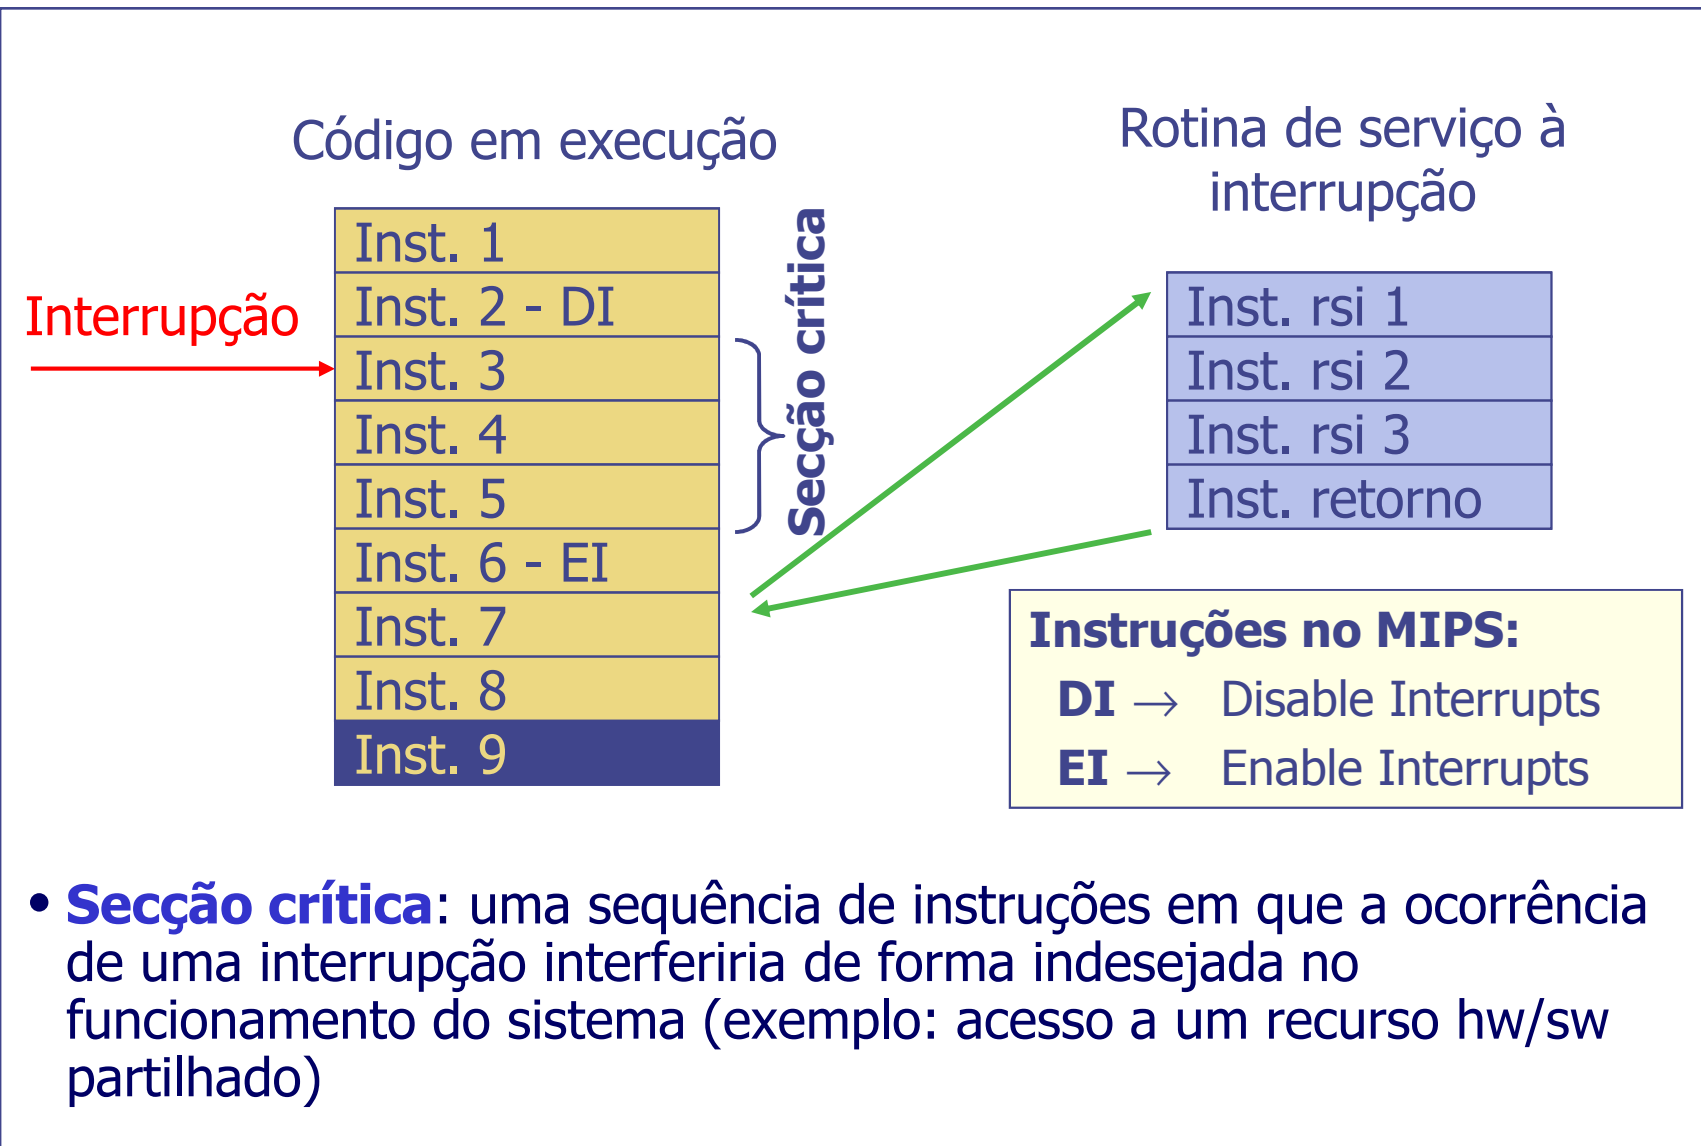 Código em execução
Inst. 1
Inst. 2 - DI
Inst. 3
Inst. 4
Inst. 5
Inst. 6 - EI
Inst. 7
Inst. 8
Inst. 9
Interrupção
Secção crítica
Rotina de serviço à
interrupção
Inst. rsi 1
Inst. rsi 2
Inst. rsi 3
Inst. retorno
Instruções no MIPS:
DI → Disable Interrupts
EI → Enable Interrupts
• Secção crítica: uma sequência de instruções em que a ocorrência
de uma interrupção interferiria de forma indesejada no
funcionamento do sistema (exemplo: acesso a um recurso hw/sw
partilhado)